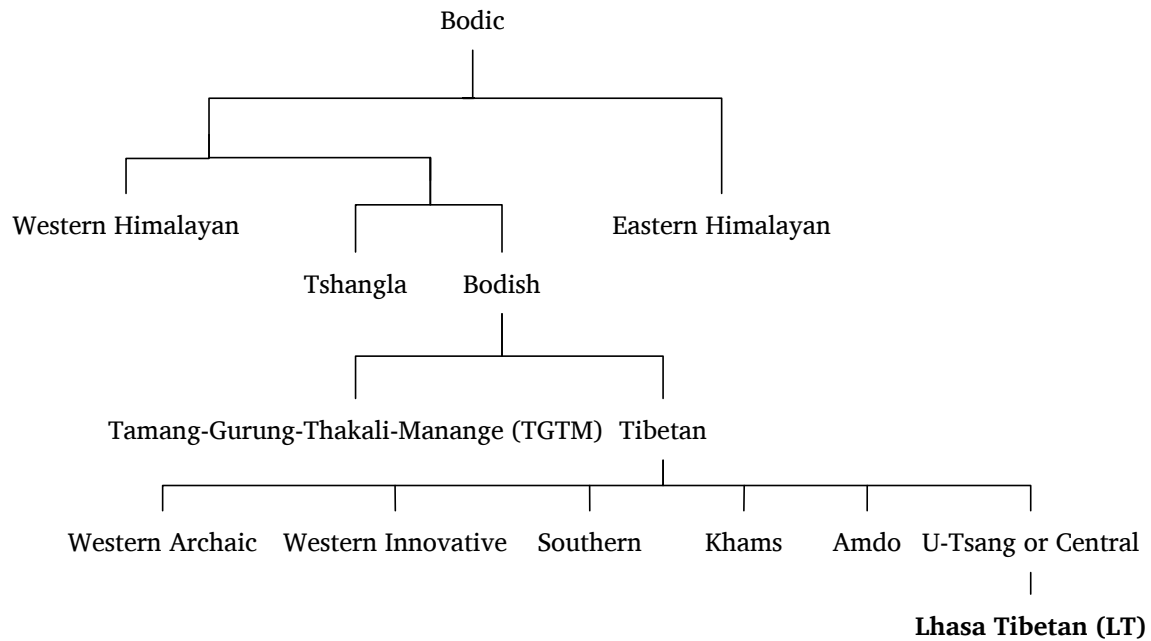 Bodic
Western Himalayan
Eastern Himalayan
Tshangla
Bodish
Tamang-Gurung-Thakali-Manange (TGTM)
Tibetan
Western Archaic
Western Innovative
Southern
Khams
Amdo
U-Tsang or Central
Lhasa Tibetan (LT)